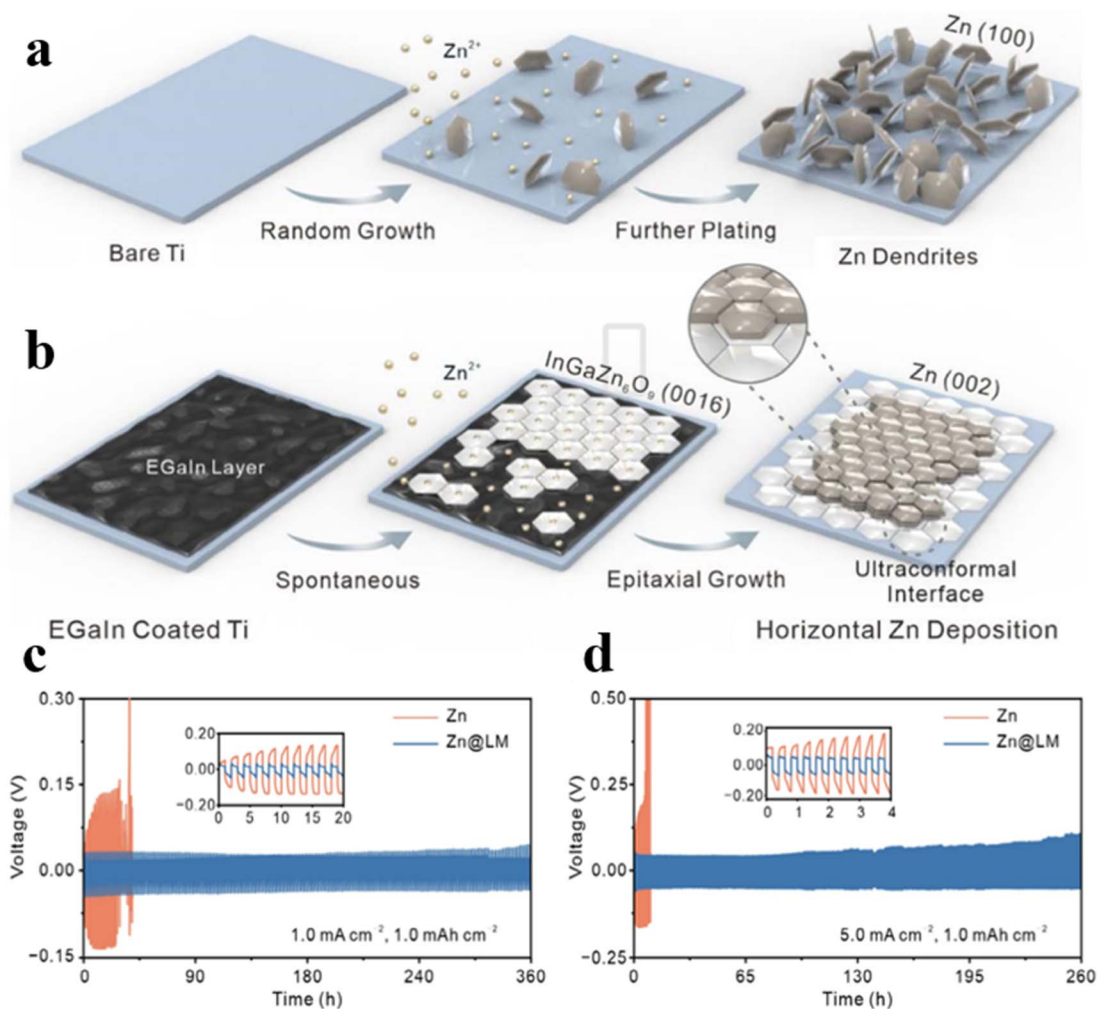 a
Zn²⁺
Zn (100)
Random Growth
Further Plating
Bare Ti
Zn Dendrites
b
Zn²⁺
InGaZn₆O₉ (0016)
Zn (002)
EGaIn Layer
Spontaneous
Epitaxial Growth
Ultraconformal
Interface
EGaIn Coated Ti
Horizontal Zn Deposition
c
Voltage (V)
0.30
0.15
0.00
−0.15
Zn
Zn@LM
0.20
0.00
−0.20
0 5 10 15 20
1.0 mA cm⁻², 1.0 mAh cm⁻²
0 90 180 270 360
Time (h)
d
Voltage (V)
0.50
0.25
0.00
−0.25
Zn
Zn@LM
0.20
0.00
−0.20
0 1 2 3 4
5.0 mA cm⁻², 1.0 mAh cm⁻²
0 65 130 195 260
Time (h)